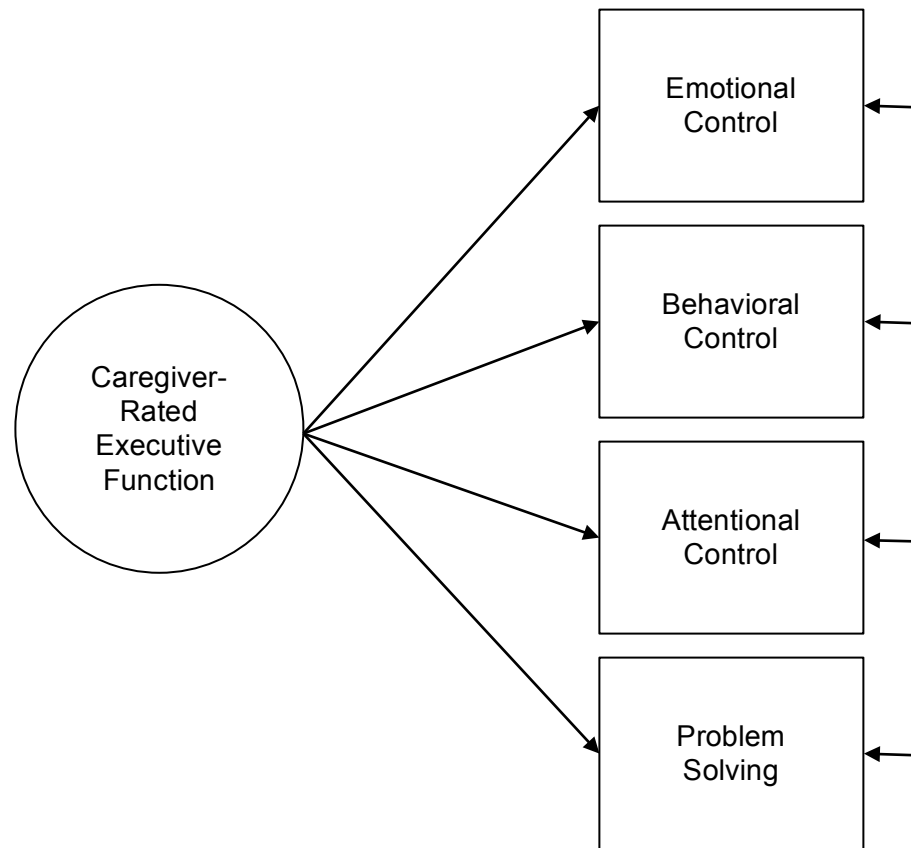 Emotional
Control
Behavioral
Control
Caregiver-
Rated
Executive
Function
Attentional
Control
Problem
Solving